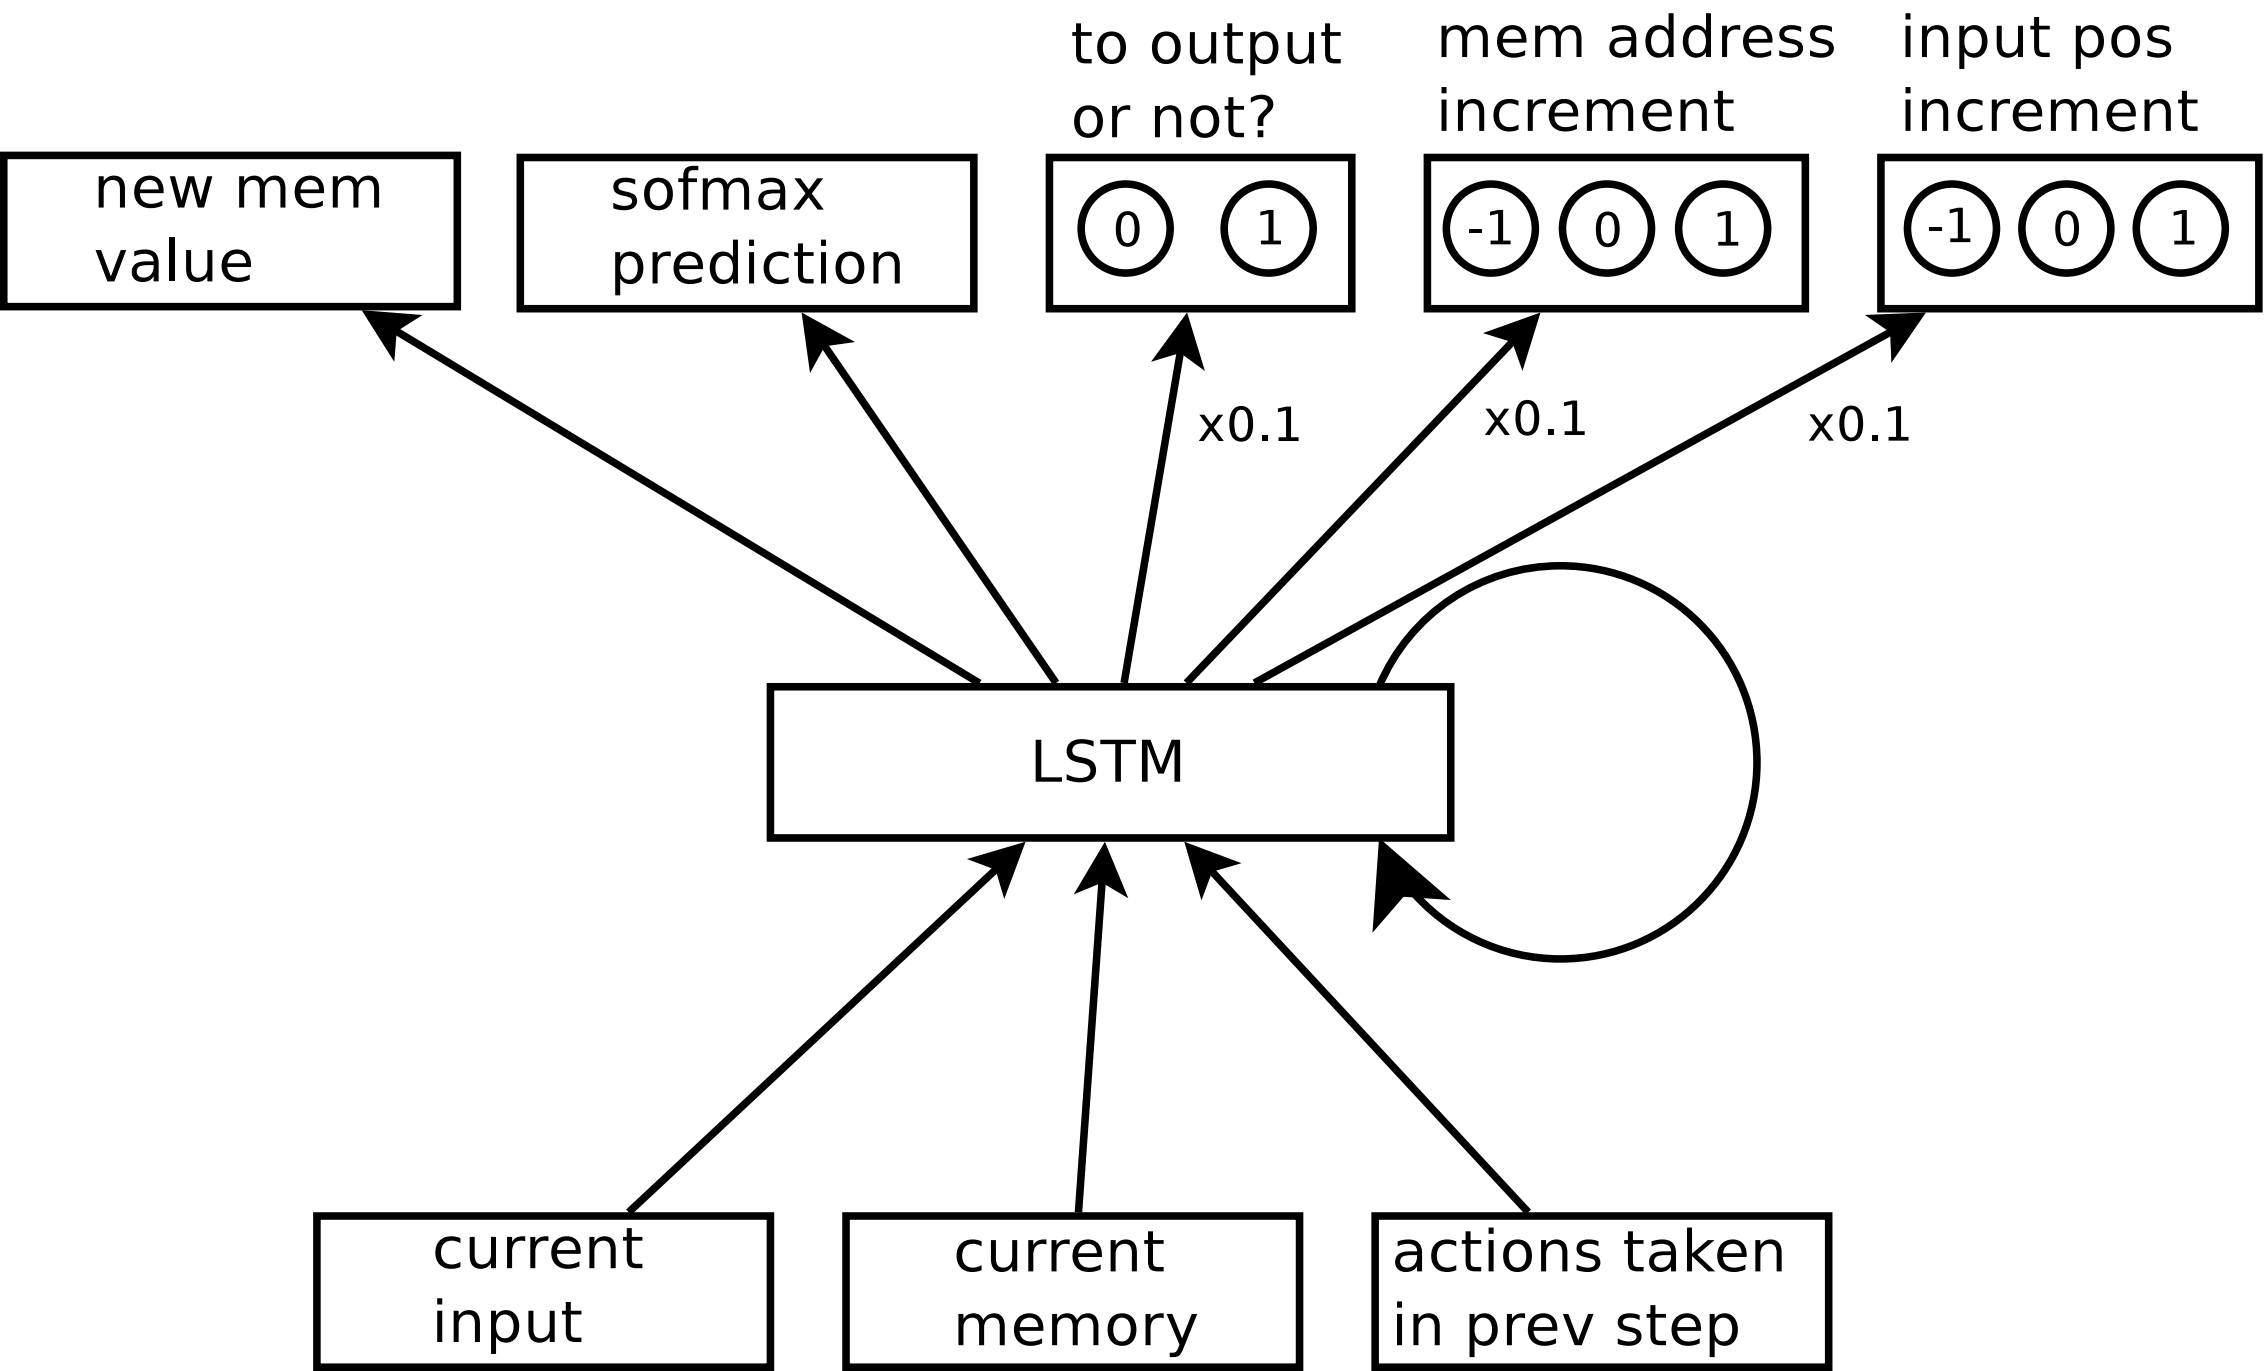 to output
or not?
mem address
increment
input pos
increment
new mem
value
sofmax
prediction
0 1
-1 0 1
-1 0 1
x0.1
x0.1
x0.1
LSTM
current
input
current
memory
actions taken
in prev step